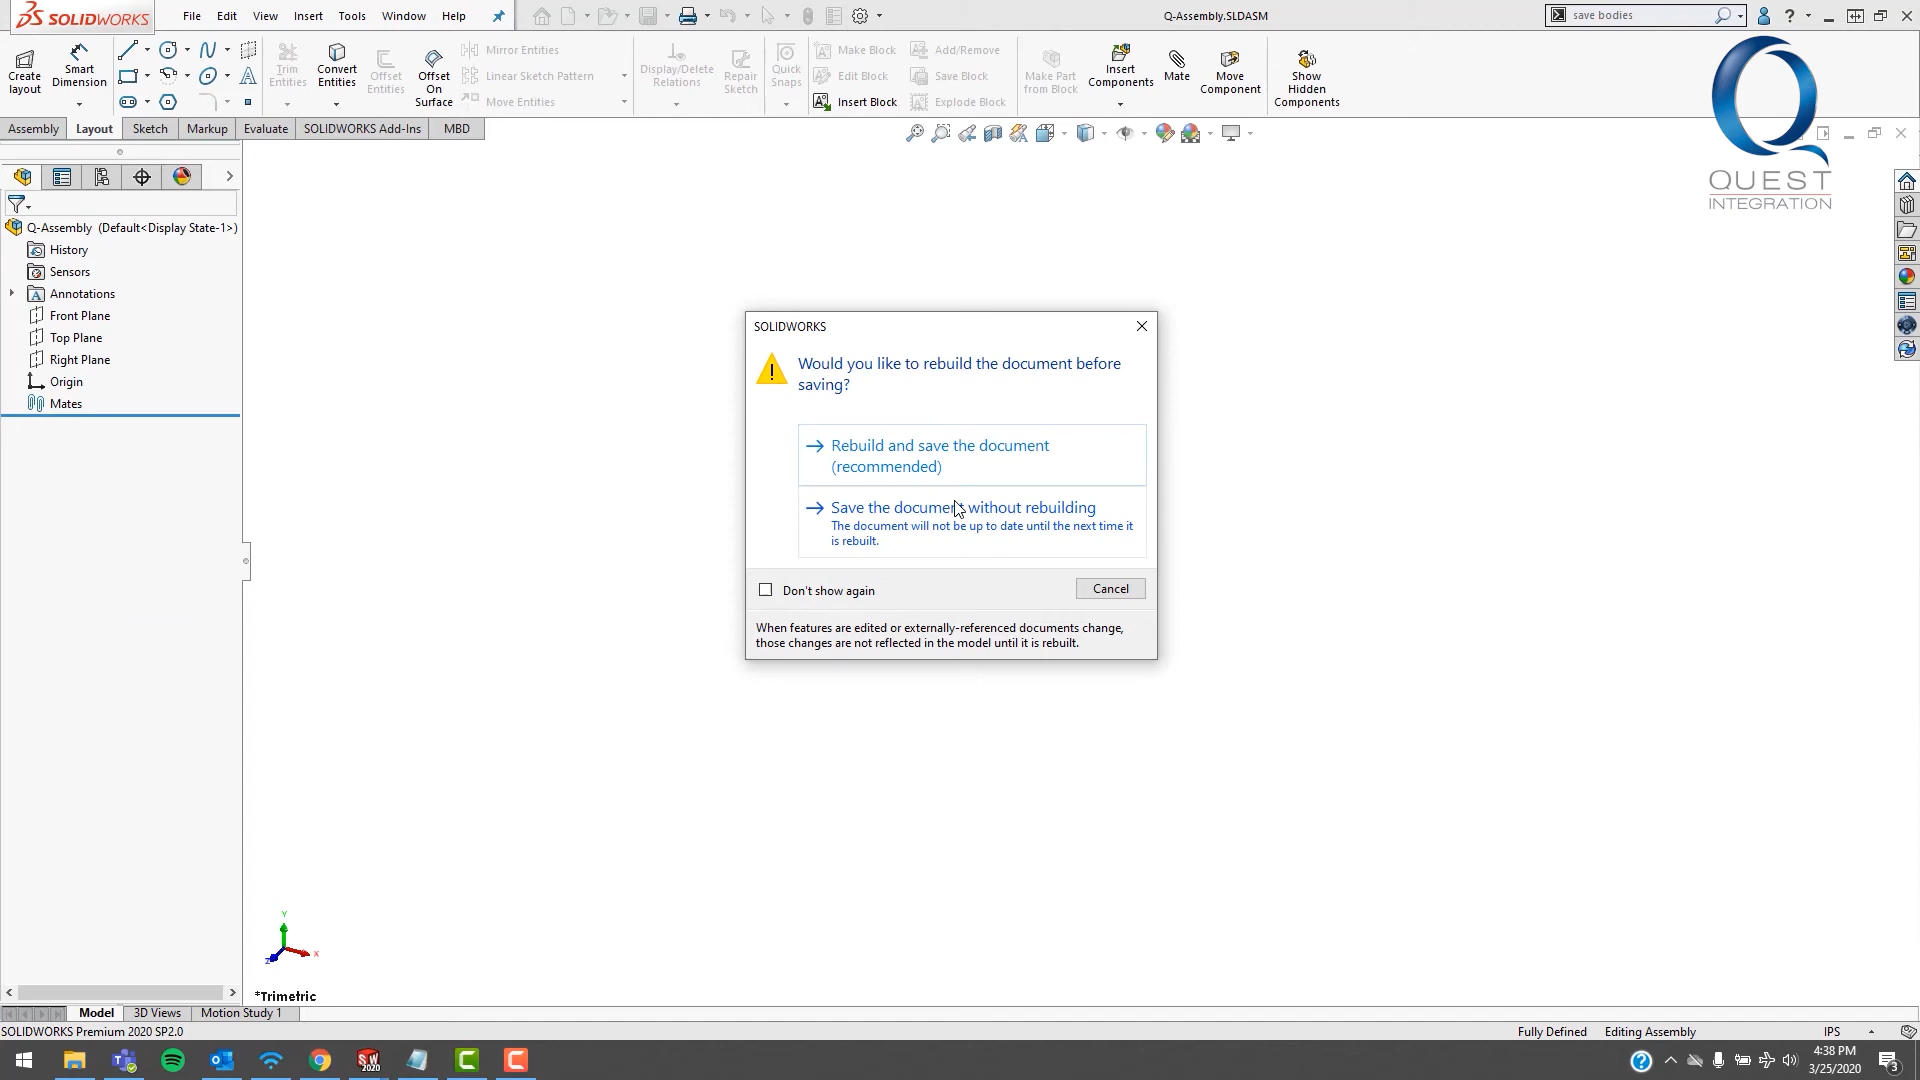 SOLIDWORKS File Edit View Insert Tools Window Help Q-Assembly.SLDASM save bodies
Create layout
Smart Dimension
Trim Entities
Convert Entities
Offset Entities
Offset On Surface
Mirror Entities
Linear Sketch Pattern
Move Entities
Display/Delete Relations
Repair Sketch
Quick Snaps
Make Block
Edit Block
Insert Block
Add/Remove
Save Block
Explode Block
Make Part from Block
Insert Components
Mate
Move Component
Show Hidden Components
QUEST
INTEGRATION
Assembly Layout Sketch Markup Evaluate SOLIDWORKS Add-Ins MBD
Q-Assembly (Default<Display State-1>)
History
Sensors
Annotations
Front Plane
Top Plane
Right Plane
Origin
Mates
SOLIDWORKS
Would you like to rebuild the document before
saving?
Rebuild and save the document
(recommended)
Save the document without rebuilding
The document will not be up to date until the next time it
is rebuilt.
Don't show again Cancel
When features are edited or externally-referenced documents change,
those changes are not reflected in the model until it is rebuilt.
Y
X
Z
*Trimetric
Model 3D Views Motion Study 1
SOLIDWORKS Premium 2020 SP2.0 Fully Defined Editing Assembly IPS
4:38 PM
3/25/2020
3